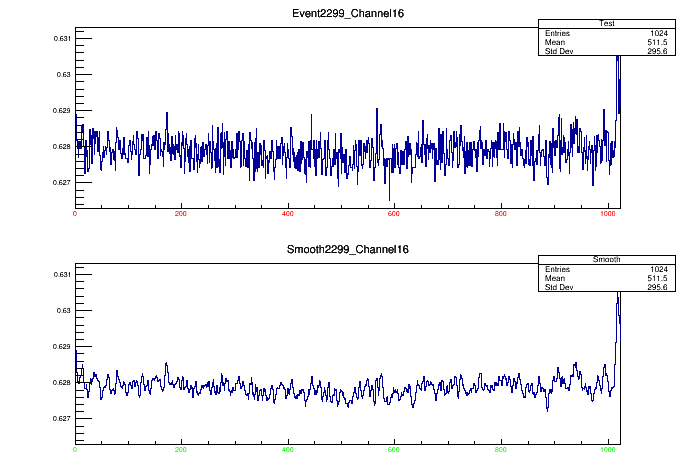 Event2299_Channel16
Test
Entries 1024
Mean 511.5
Std Dev 295.6
0.631
0.63
0.629
0.628
0.627
0 200 400 600 800 1000
Smooth2299_Channel16
Smooth
Entries 1024
Mean 511.5
Std Dev 295.6
0.631
0.63
0.629
0.628
0.627
0 200 400 600 800 1000